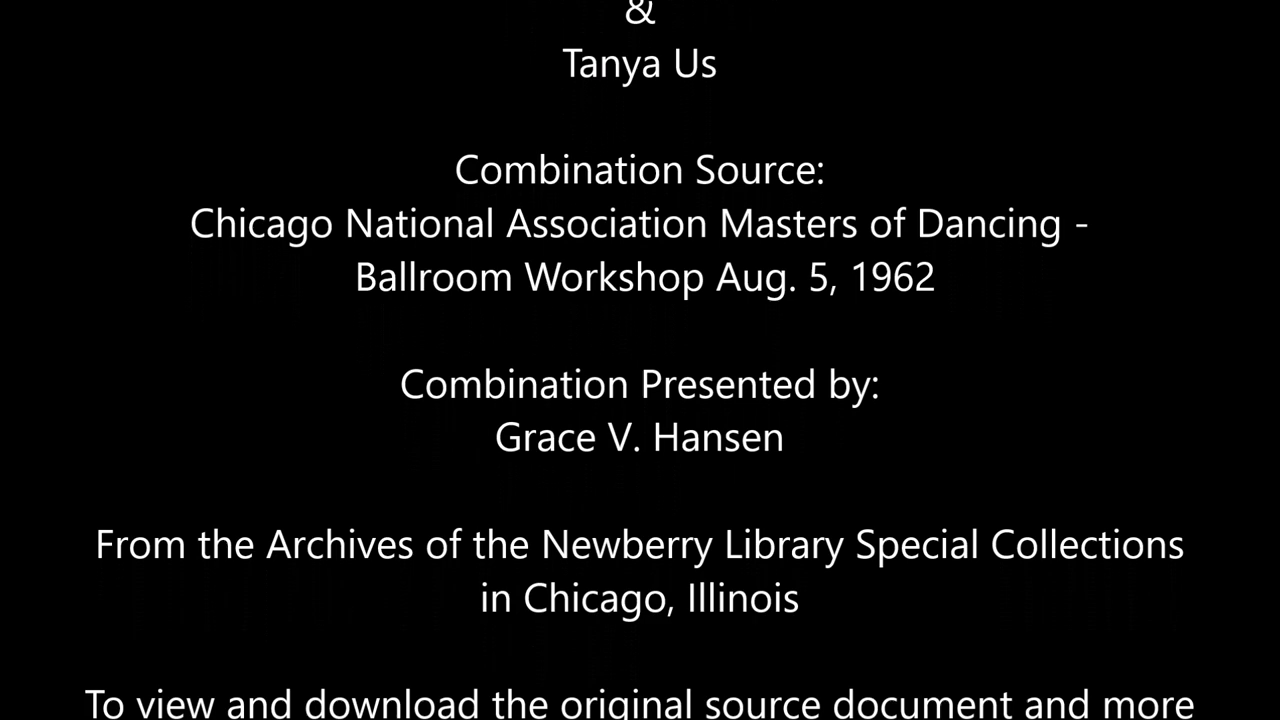 &
Tanya Us
Combination Source:
Chicago National Association Masters of Dancing -
Ballroom Workshop Aug. 5, 1962
Combination Presented by:
Grace V. Hansen
From the Archives of the Newberry Library Special Collections
in Chicago, Illinois
To view and download the original source document and more